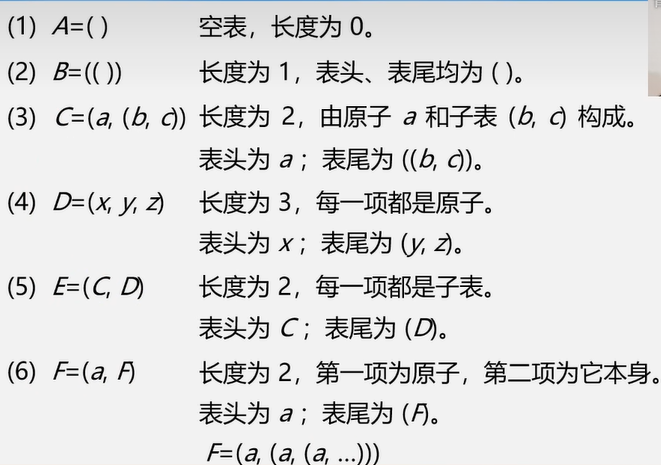 (1) A=( ) 空表，长度为 0。
(2) B=(( )) 长度为 1，表头、表尾均为 ( )。
(3) C=(a, (b, c)) 长度为 2，由原子 a 和子表 (b, c) 构成。
表头为 a ；表尾为 ((b, c))。
(4) D=(x, y, z) 长度为 3，每一项都是原子。
表头为 x ；表尾为 (y, z)。
(5) E=(C, D) 长度为 2，每一项都是子表。
表头为 C ；表尾为 (D)。
(6) F=(a, F) 长度为 2，第一项为原子，第二项为它本身。
表头为 a ；表尾为 (F)。
F=(a, (a, (a, ...)))